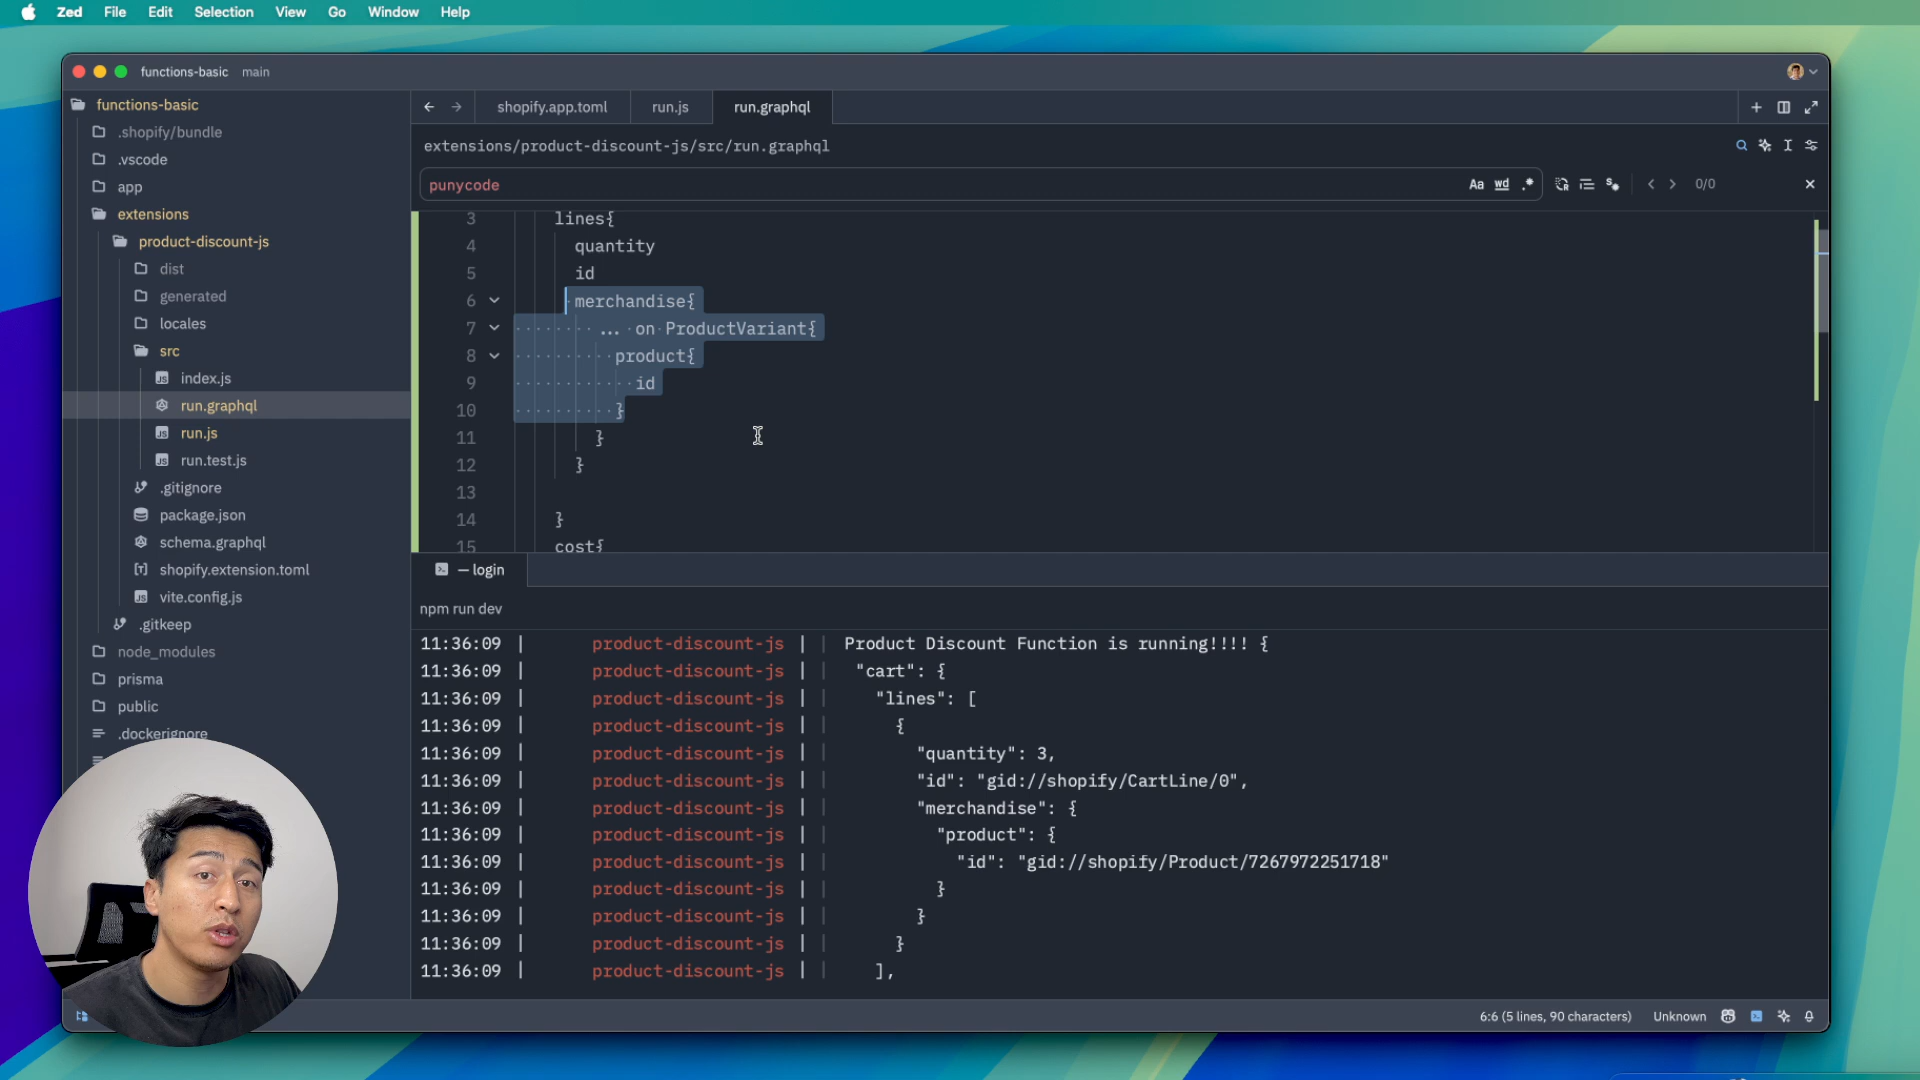 Zed File Edit Selection View Go Window Help
functions-basic main
functions-basic
.shopify/bundle
.vscode
app
extensions
product-discount-js
dist
generated
locales
src
index.js
run.graphql
run.js
run.test.js
.gitignore
package.json
schema.graphql
shopify.extension.toml
vite.config.js
.gitkeep
node_modules
prisma
public
.dockerignore
shopify.app.toml run.js run.graphql
extensions/product-discount-js/src/run.graphql
punycode Aa wd .* 0/0
3 lines{
4 quantity
5 id
6 merchandise{
7 ... on ProductVariant{
8 product{
9 id
10 }
11 }
12 }
13
14 }
15 cost{
— login
npm run dev
11:36:09 | product-discount-js | | Product Discount Function is running!!!! {
11:36:09 | product-discount-js | | "cart": {
11:36:09 | product-discount-js | | "lines": [
11:36:09 | product-discount-js | | {
11:36:09 | product-discount-js | | "quantity": 3,
11:36:09 | product-discount-js | | "id": "gid://shopify/CartLine/0",
11:36:09 | product-discount-js | | "merchandise": {
11:36:09 | product-discount-js | | "product": {
11:36:09 | product-discount-js | | "id": "gid://shopify/Product/7267972251718"
11:36:09 | product-discount-js | | }
11:36:09 | product-discount-js | | }
11:36:09 | product-discount-js | | }
11:36:09 | product-discount-js | | ],
6:6 (5 lines, 90 characters) Unknown